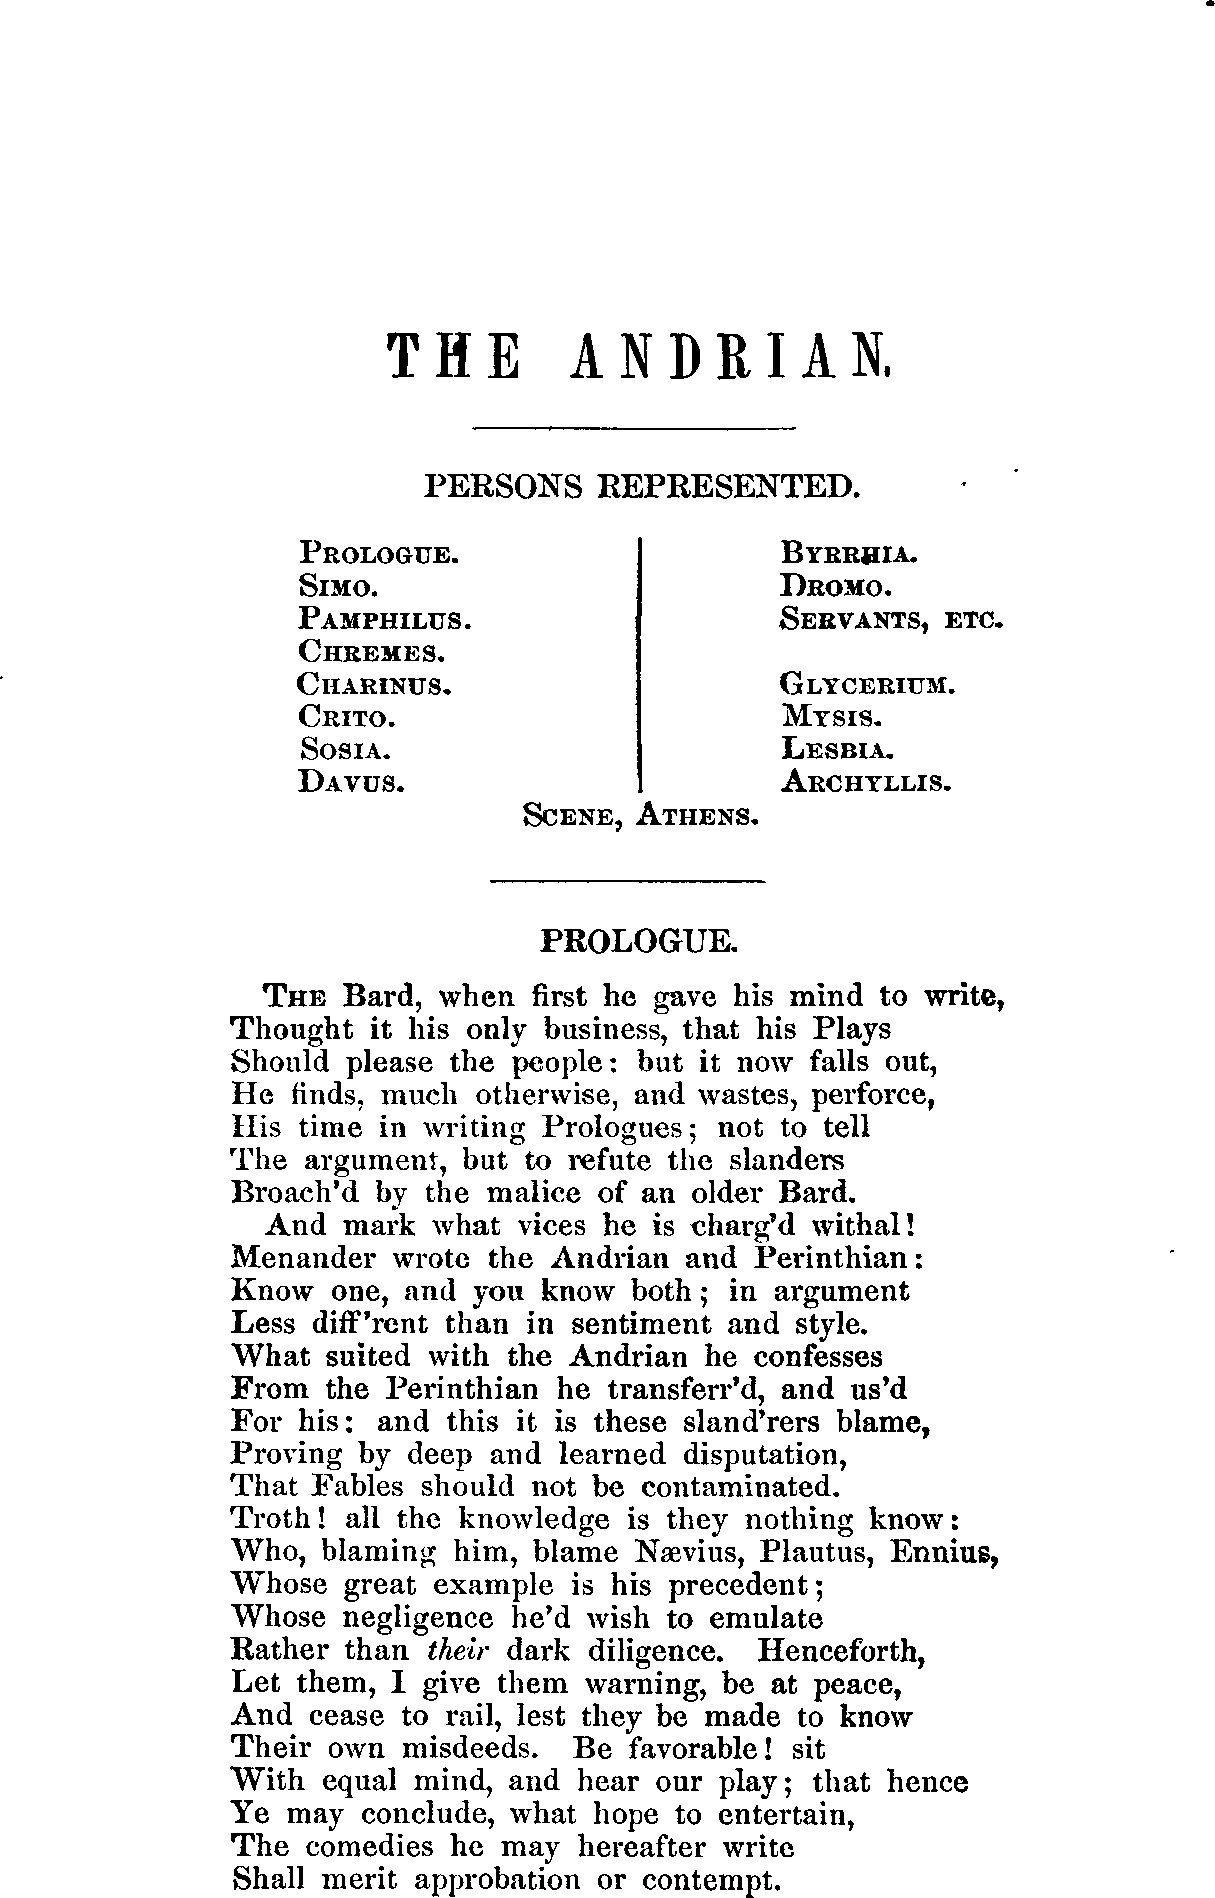 THE ANDRIAN.
PERSONS REPRESENTED.
PROLOGUE.
SIMO.
PAMPHILUS.
CHREMES.
CHARINUS.
CRITO.
SOSIA.
DAVUS.
BYRRHIA.
DROMO.
SERVANTS, ETC.
GLYCERIUM.
MYSIS.
LESBIA.
ARCHYLLIS.
SCENE, ATHENS.
PROLOGUE.
THE Bard, when first he gave his mind to write,
Thought it his only business, that his Plays
Should please the people: but it now falls out,
He finds, much otherwise, and wastes, perforce,
His time in writing Prologues; not to tell
The argument, but to refute the slanders
Broach'd by the malice of an older Bard.
And mark what vices he is charg'd withal!
Menander wrote the Andrian and Perinthian:
Know one, and you know both; in argument
Less diff'rent than in sentiment and style.
What suited with the Andrian he confesses
From the Perinthian he transferr'd, and us'd
For his: and this it is these sland'rers blame,
Proving by deep and learned disputation,
That Fables should not be contaminated.
Troth! all the knowledge is they nothing know:
Who, blaming him, blame Nævius, Plautus, Ennius,
Whose great example is his precedent;
Whose negligence he'd wish to emulate
Rather than their dark diligence. Henceforth,
Let them, I give them warning, be at peace,
And cease to rail, lest they be made to know
Their own misdeeds. Be favorable! sit
With equal mind, and hear our play; that hence
Ye may conclude, what hope to entertain,
The comedies he may hereafter write
Shall merit approbation or contempt.